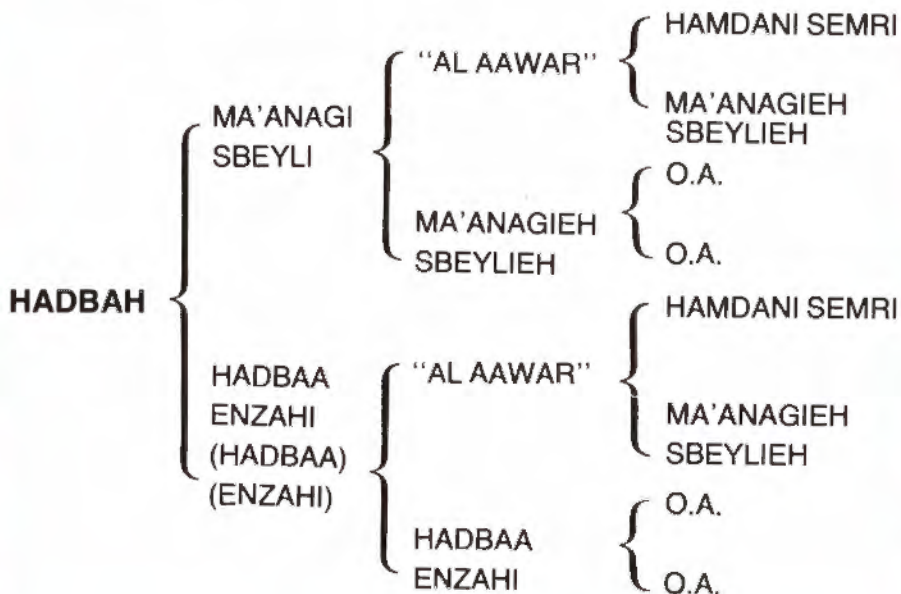 HADBAH
MA'ANAGI
SBEYLI
"AL AAWAR"
HAMDANI SEMRI
MA'ANAGIEH
SBEYLIEH
MA'ANAGIEH
SBEYLIEH
O.A.
O.A.
HADBAA
ENZAHI
(HADBAA)
(ENZAHI)
"AL AAWAR"
HAMDANI SEMRI
MA'ANAGIEH
SBEYLIEH
HADBAA
ENZAHI
O.A.
O.A.